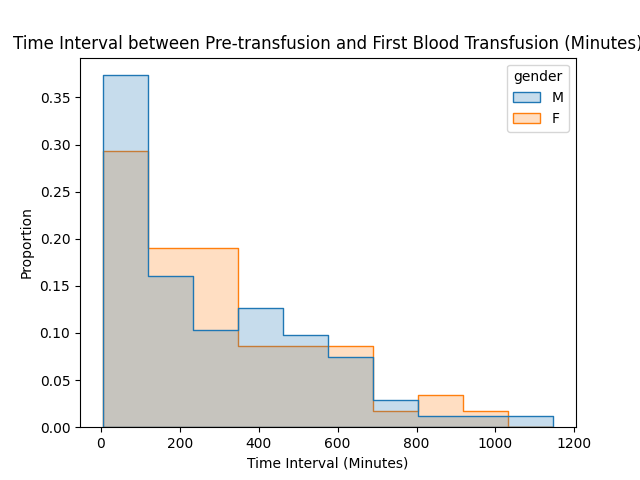 Time Interval between Pre-transfusion and First Blood Transfusion (Minutes)
gender
M
F
0.35
0.30
0.25
0.20
0.15
0.10
0.05
0.00
Proportion
0 200 400 600 800 1000 1200
Time Interval (Minutes)